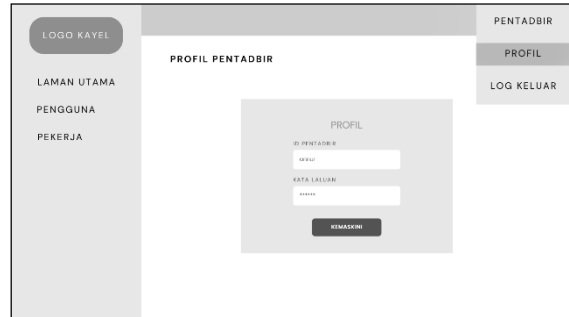 LOGO KAYEL
LAMAN UTAMA
PENGGUNA
PEKERJA
PROFIL PENTADBIR
PENTADBIR
PROFIL
LOG KELUAR
PROFIL
ID PENTADBIR
KATA LALUAN
******
KEMASKINI